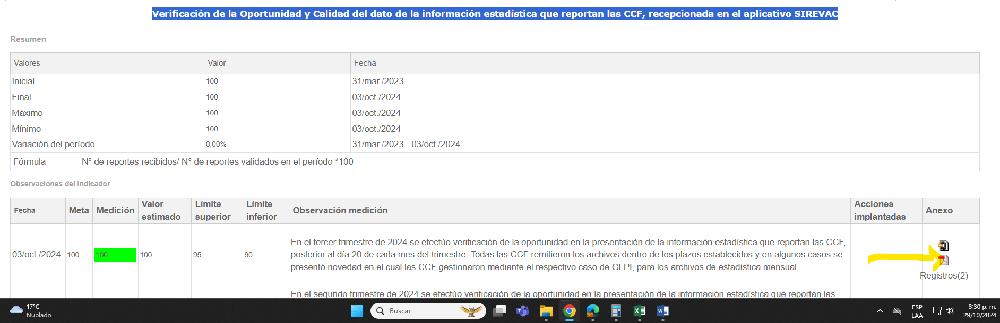 Verificación de la Oportunidad y Calidad del dato de la información estadística que reportan las CCF, recepcionada en el aplicativo SIREVAC
Resumen
Valores Valor Fecha
Inicial 100 31/mar./2023
Final 100 03/oct./2024
Máximo 100 03/oct./2024
Mínimo 100 03/oct./2024
Variación del período 0,00% 31/mar./2023 - 03/oct./2024
Fórmula N° de reportes recibidos/ N° de reportes validados en el período *100
Observaciones del Indicador
Fecha Meta Medición Valor estimado Límite superior Límite inferior Observación medición Acciones implantadas Anexo
03/oct./2024 100 100 100 95 90
En el tercer trimestre de 2024 se efectúo verificación de la oportunidad en la presentación de la información estadística que reportan las CCF,
posterior al día 20 de cada mes del trimestre. Todas las CCF remitieron los archivos dentro de los plazos establecidos y en algunos casos se
presentó novedad en el cual las CCF gestionaron mediante el respectivo caso de GLPI, para los archivos de estadística mensual.
Registros(2)
En el segundo trimestre de 2024 se efectúo verificación de la oportunidad en la presentación de la información estadística que reportan las
17°C
Nublado
Buscar
ESP
LAA
3:30 p. m.
29/10/2024